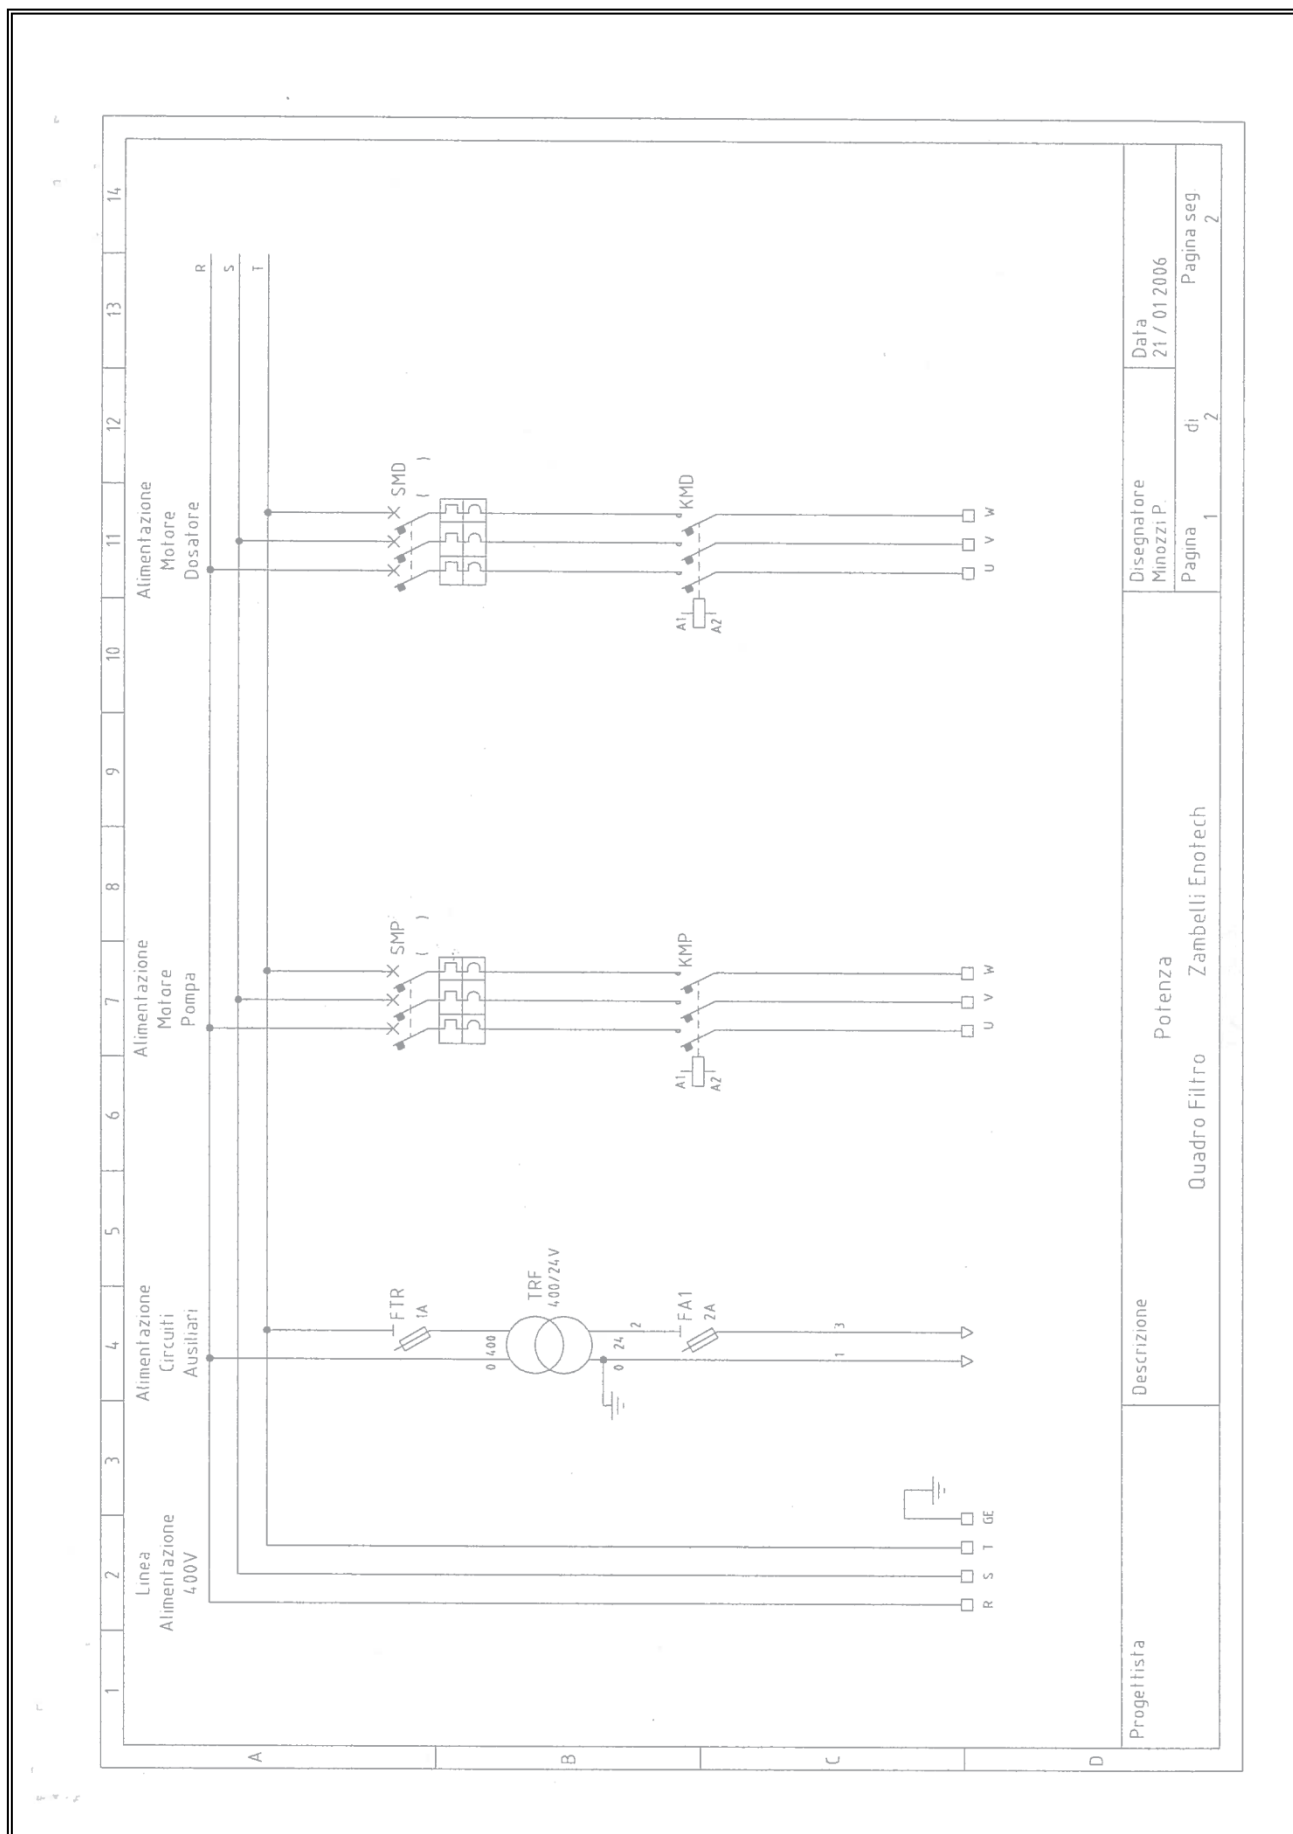 1 2 3 4 5 6 7 8 9 10 11 12 13 14
Linea
Alimentazione
400V
Alimentazione
Circuiti
Ausiliari
Alimentazione
Motore
Pompa
Alimentazione
Motore
Dosatore
R
S
T
A
B
C
D
FTR
1A
0 400
TRF
400/24V
0 24
2
FA1
2A
1
3
SMP
( )
KMP
A1
A2
U V W
SMD
( )
KMD
A1
A2
U V W
R S T GE
Progettista
Descrizione
Potenza
Quadro Filtro Zambelli Enotech
Disegnatore
Minozzi P.
Data
21 / 01 2006
Pagina
1
di
2
Pagina seg.
2